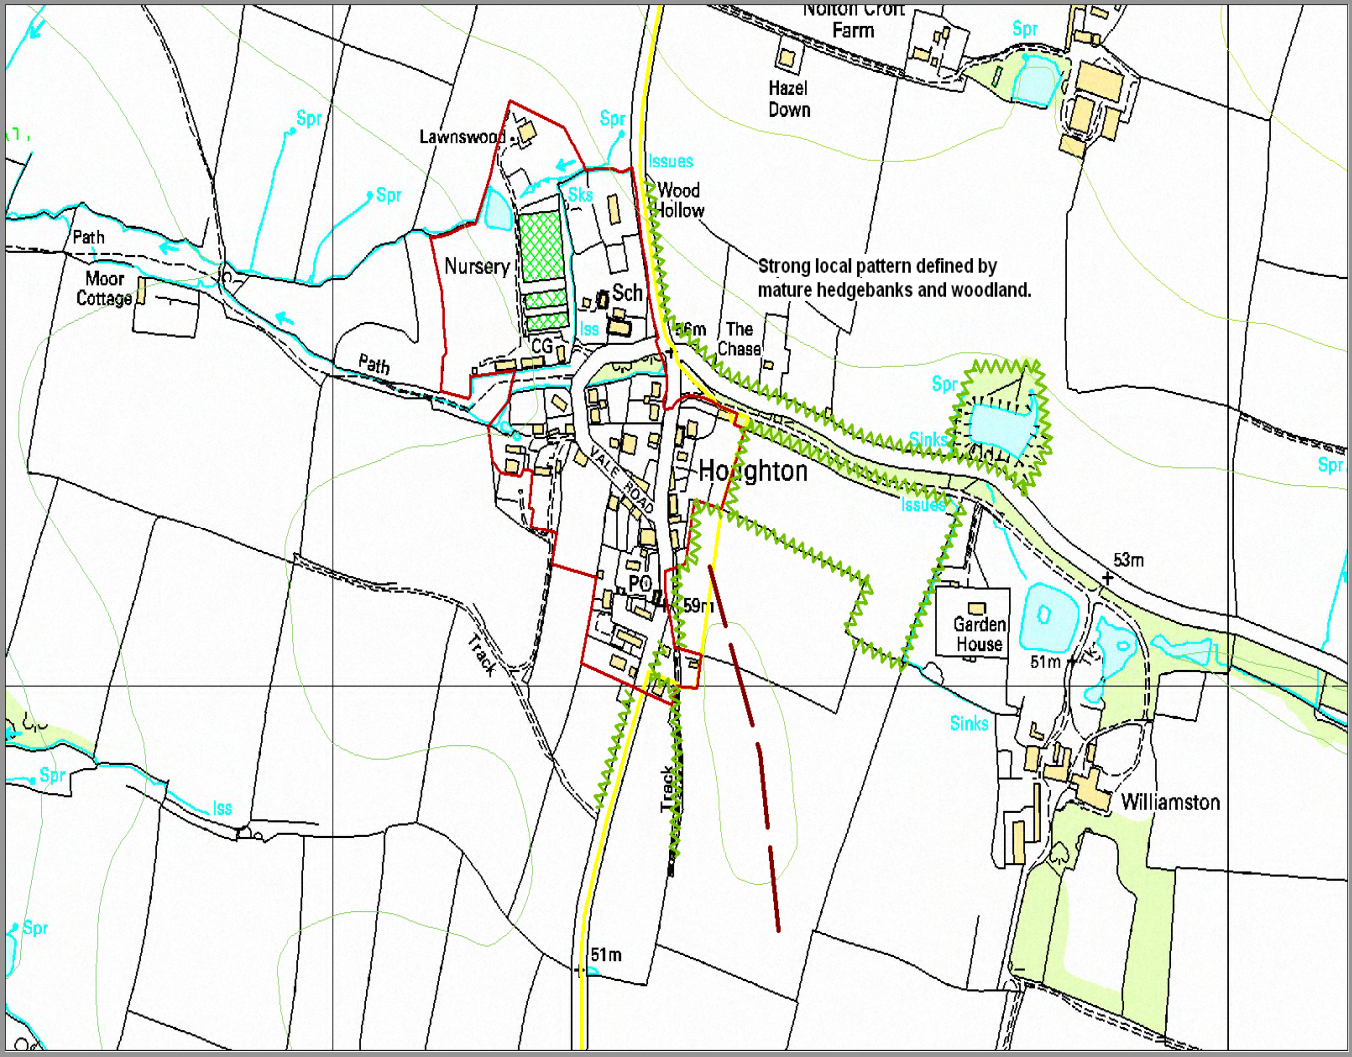 Nolton Croft
Farm
Spr
Hazel
Down
Spr
Spr
Lawnswood
Issues
Sks
Wood
Hollow
Spr
Path
Nursery
Moor
Cottage
Strong local pattern defined by
mature hedgebanks and woodland.
Sch
Iss
56m
The
Chase
CG
Path
Spr
Sinks
Houghton
Spr
VALE ROAD
Issues
53m
PO
59m
Garden
House
Track
51m
Tk
Sinks
Spr
Iss
Track
Williamston
Spr
51m